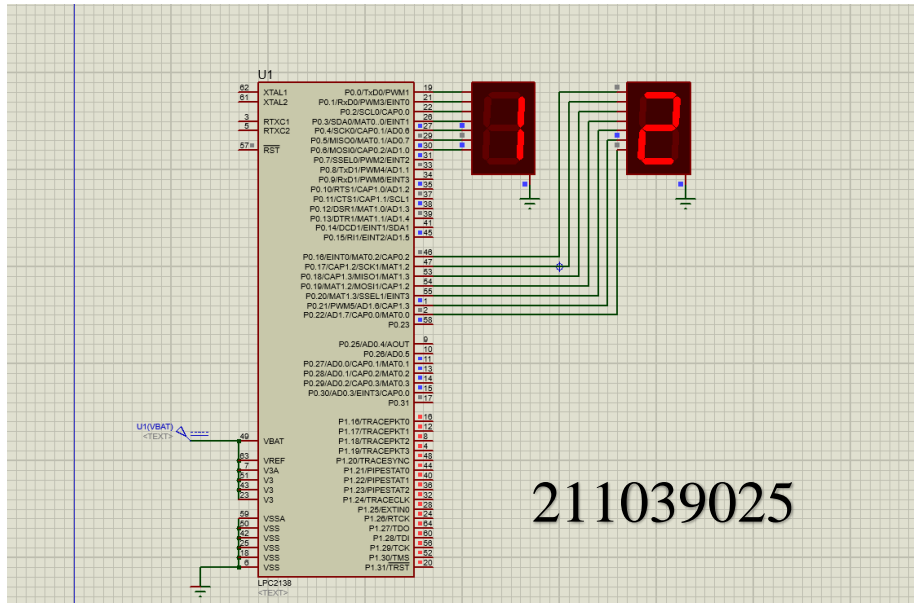 U1
62 XTAL1 P0.0/TxD0/PWM1 19
61 XTAL2 P0.1/RxD0/PWM3/EINT0 21
P0.2/SCL0/CAP0.0 22
3 RTXC1 P0.3/SDA0/MAT0..0/EINT1 26
5 RTXC2 P0.4/SCK0/CAP0.1/AD0.6 27
P0.5/MISO0/MAT0.1/AD0.7 29
57 RST P0.6/MOSI0/CAP0.2/AD1.0 30
P0.7/SSEL0/PWM2/EINT2 31
P0.8/TxD1/PWM4/AD1.1 33
P0.9/RxD1/PWM6/EINT3 34
P0.10/RTS1/CAP1.0/AD1.2 35
P0.11/CTS1/CAP1.1/SCL1 37
P0.12/DSR1/MAT1.0/AD1.3 38
P0.13/DTR1/MAT1.1/AD1.4 39
P0.14/DCD1/EINT1/SDA1 41
P0.15/RI1/EINT2/AD1.5 45
P0.16/EINT0/MAT0.2/CAP0.2 46
P0.17/CAP1.2/SCK1/MAT1.2 47
P0.18/CAP1.3/MISO1/MAT1.3 53
P0.19/MAT1.2/MOSI1/CAP1.2 54
P0.20/MAT1.3/SSEL1/EINT3 55
P0.21/PWM5/AD1.6/CAP1.3 1
P0.22/AD1.7/CAP0.0/MAT0.0 2
P0.23 58
P0.25/AD0.4/AOUT 9
P0.26/AD0.5 10
P0.27/AD0.0/CAP0.1/MAT0.1 11
P0.28/AD0.1/CAP0.2/MAT0.2 13
P0.29/AD0.2/CAP0.3/MAT0.3 14
P0.30/AD0.3/EINT3/CAP0.0 15
P0.31 17
P1.16/TRACEPKT0 16
U1(VBAT) P1.17/TRACEPKT1 12
<TEXT> 49 VBAT P1.18/TRACEPKT2 8
P1.19/TRACEPKT3 4
63 VREF P1.20/TRACESYNC 48
7 V3A P1.21/PIPESTAT0 44
51 V3 P1.22/PIPESTAT1 40
43 V3 P1.23/PIPESTAT2 36
23 V3 P1.24/TRACECLK 32
P1.25/EXTIN0 28
59 VSSA P1.26/RTCK 24
50 VSS P1.27/TDO 64
42 VSS P1.28/TDI 60
25 VSS P1.29/TCK 56
18 VSS P1.30/TMS 52
6 VSS P1.31/TRST 20
LPC2138
<TEXT>
1 2
211039025